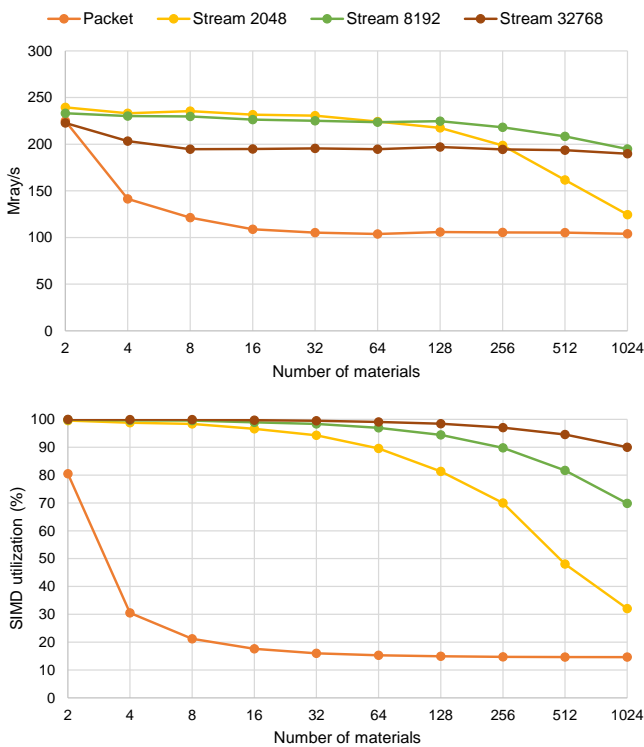 Packet Stream 2048 Stream 8192 Stream 32768
300
250
200
150
100
50
0
Mray/s
2 4 8 16 32 64 128 256 512 1024
Number of materials
100
90
80
70
60
50
40
30
20
10
0
SIMD utilization (%)
2 4 8 16 32 64 128 256 512 1024
Number of materials